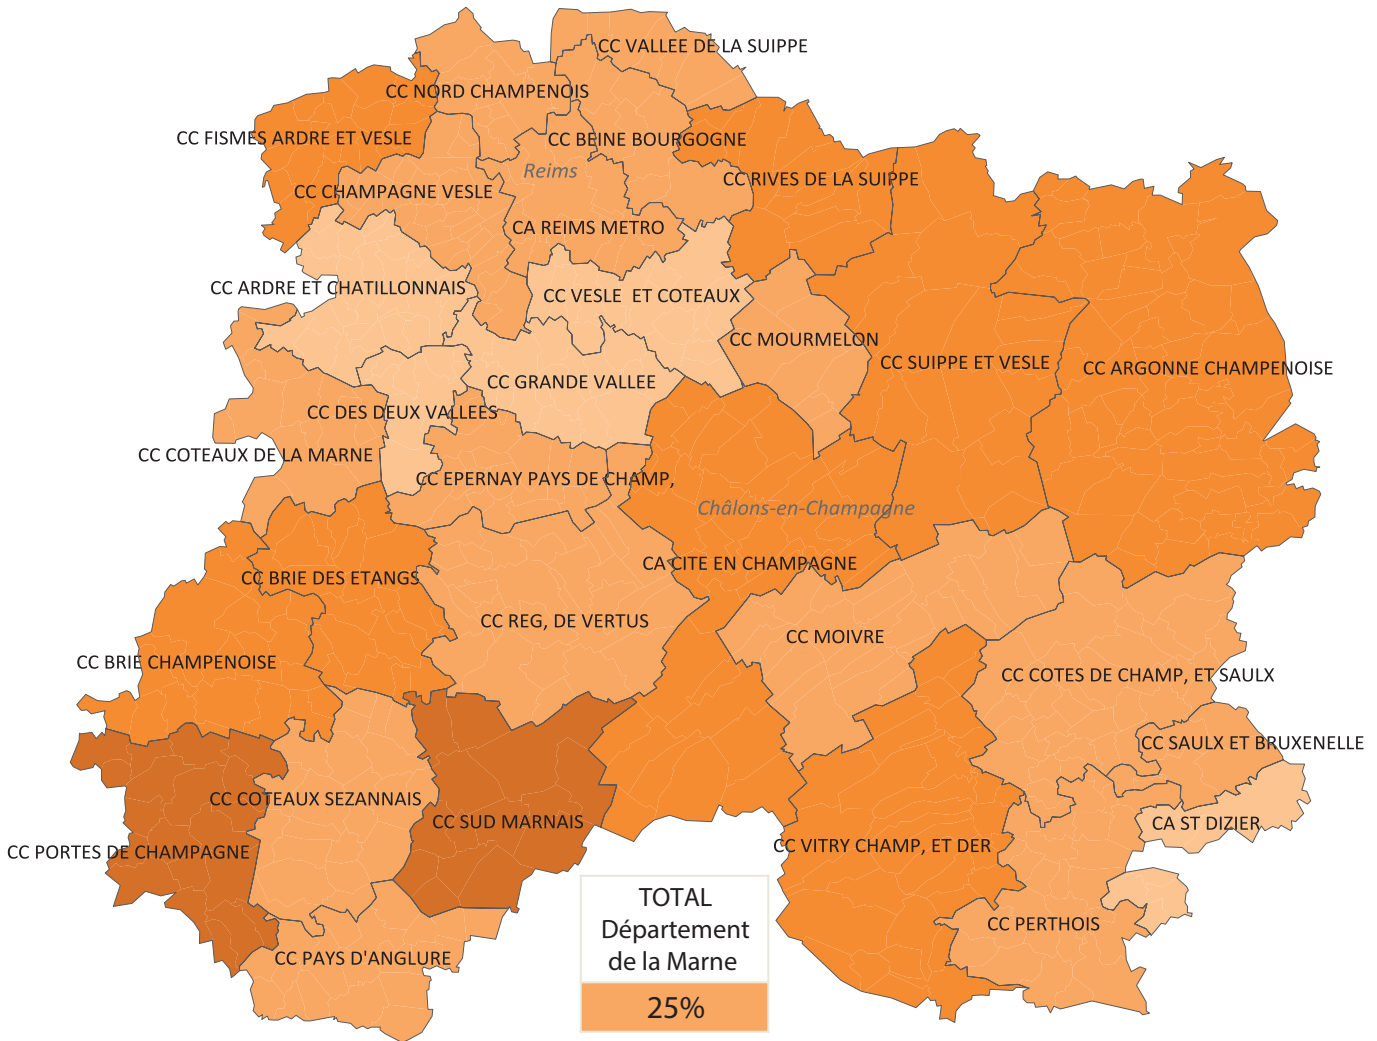 CC VALLEE DE LA SUIPPE
CC NORD CHAMPENOIS
CC FISMES ARDRE ET VESLE
CC BEINE BOURGOGNE
Reims
CC RIVES DE LA SUIPPE
CC CHAMPAGNE VESLE
CA REIMS METRO
CC ARDRE ET CHATILLONNAIS
CC VESLE ET COTEAUX
CC MOURMELON
CC SUIPPE ET VESLE
CC ARGONNE CHAMPENOISE
CC GRANDE VALLEE
CC DES DEUX VALLEES
CC COTEAUX DE LA MARNE
CC EPERNAY PAYS DE CHAMP,
Châlons-en-Champagne
CA CITE EN CHAMPAGNE
CC BRIE DES ETANGS
CC REG, DE VERTUS
CC MOIVRE
CC BRIE CHAMPENOISE
CC COTES DE CHAMP, ET SAULX
CC SAULX ET BRUXENELLE
CC COTEAUX SEZANNAIS
CC SUD MARNAIS
CA ST DIZIER
CC VITRY CHAMP, ET DER
CC PORTES DE CHAMPAGNE
CC PERTHOIS
CC PAYS D'ANGLURE
TOTAL
Département
de la Marne
25%